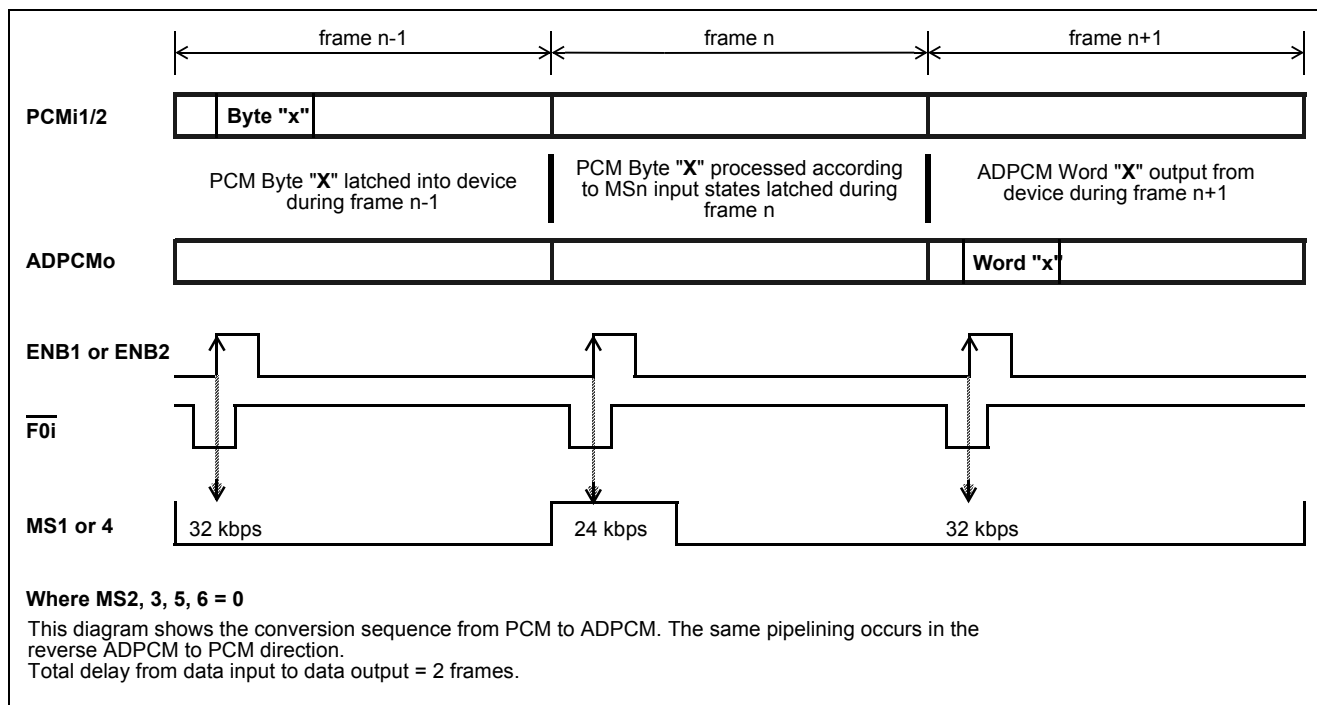 frame n-1 frame n frame n+1
PCMi1/2 Byte "x"
PCM Byte "X" latched into device
during frame n-1
PCM Byte "X" processed according
to MSn input states latched during
frame n
ADPCM Word "X" output from
device during frame n+1
ADPCMo Word "x"
ENB1 or ENB2
F0i
MS1 or 4 32 kbps 24 kbps 32 kbps
Where MS2, 3, 5, 6 = 0
This diagram shows the conversion sequence from PCM to ADPCM. The same pipelining occurs in the
reverse ADPCM to PCM direction.
Total delay from data input to data output = 2 frames.